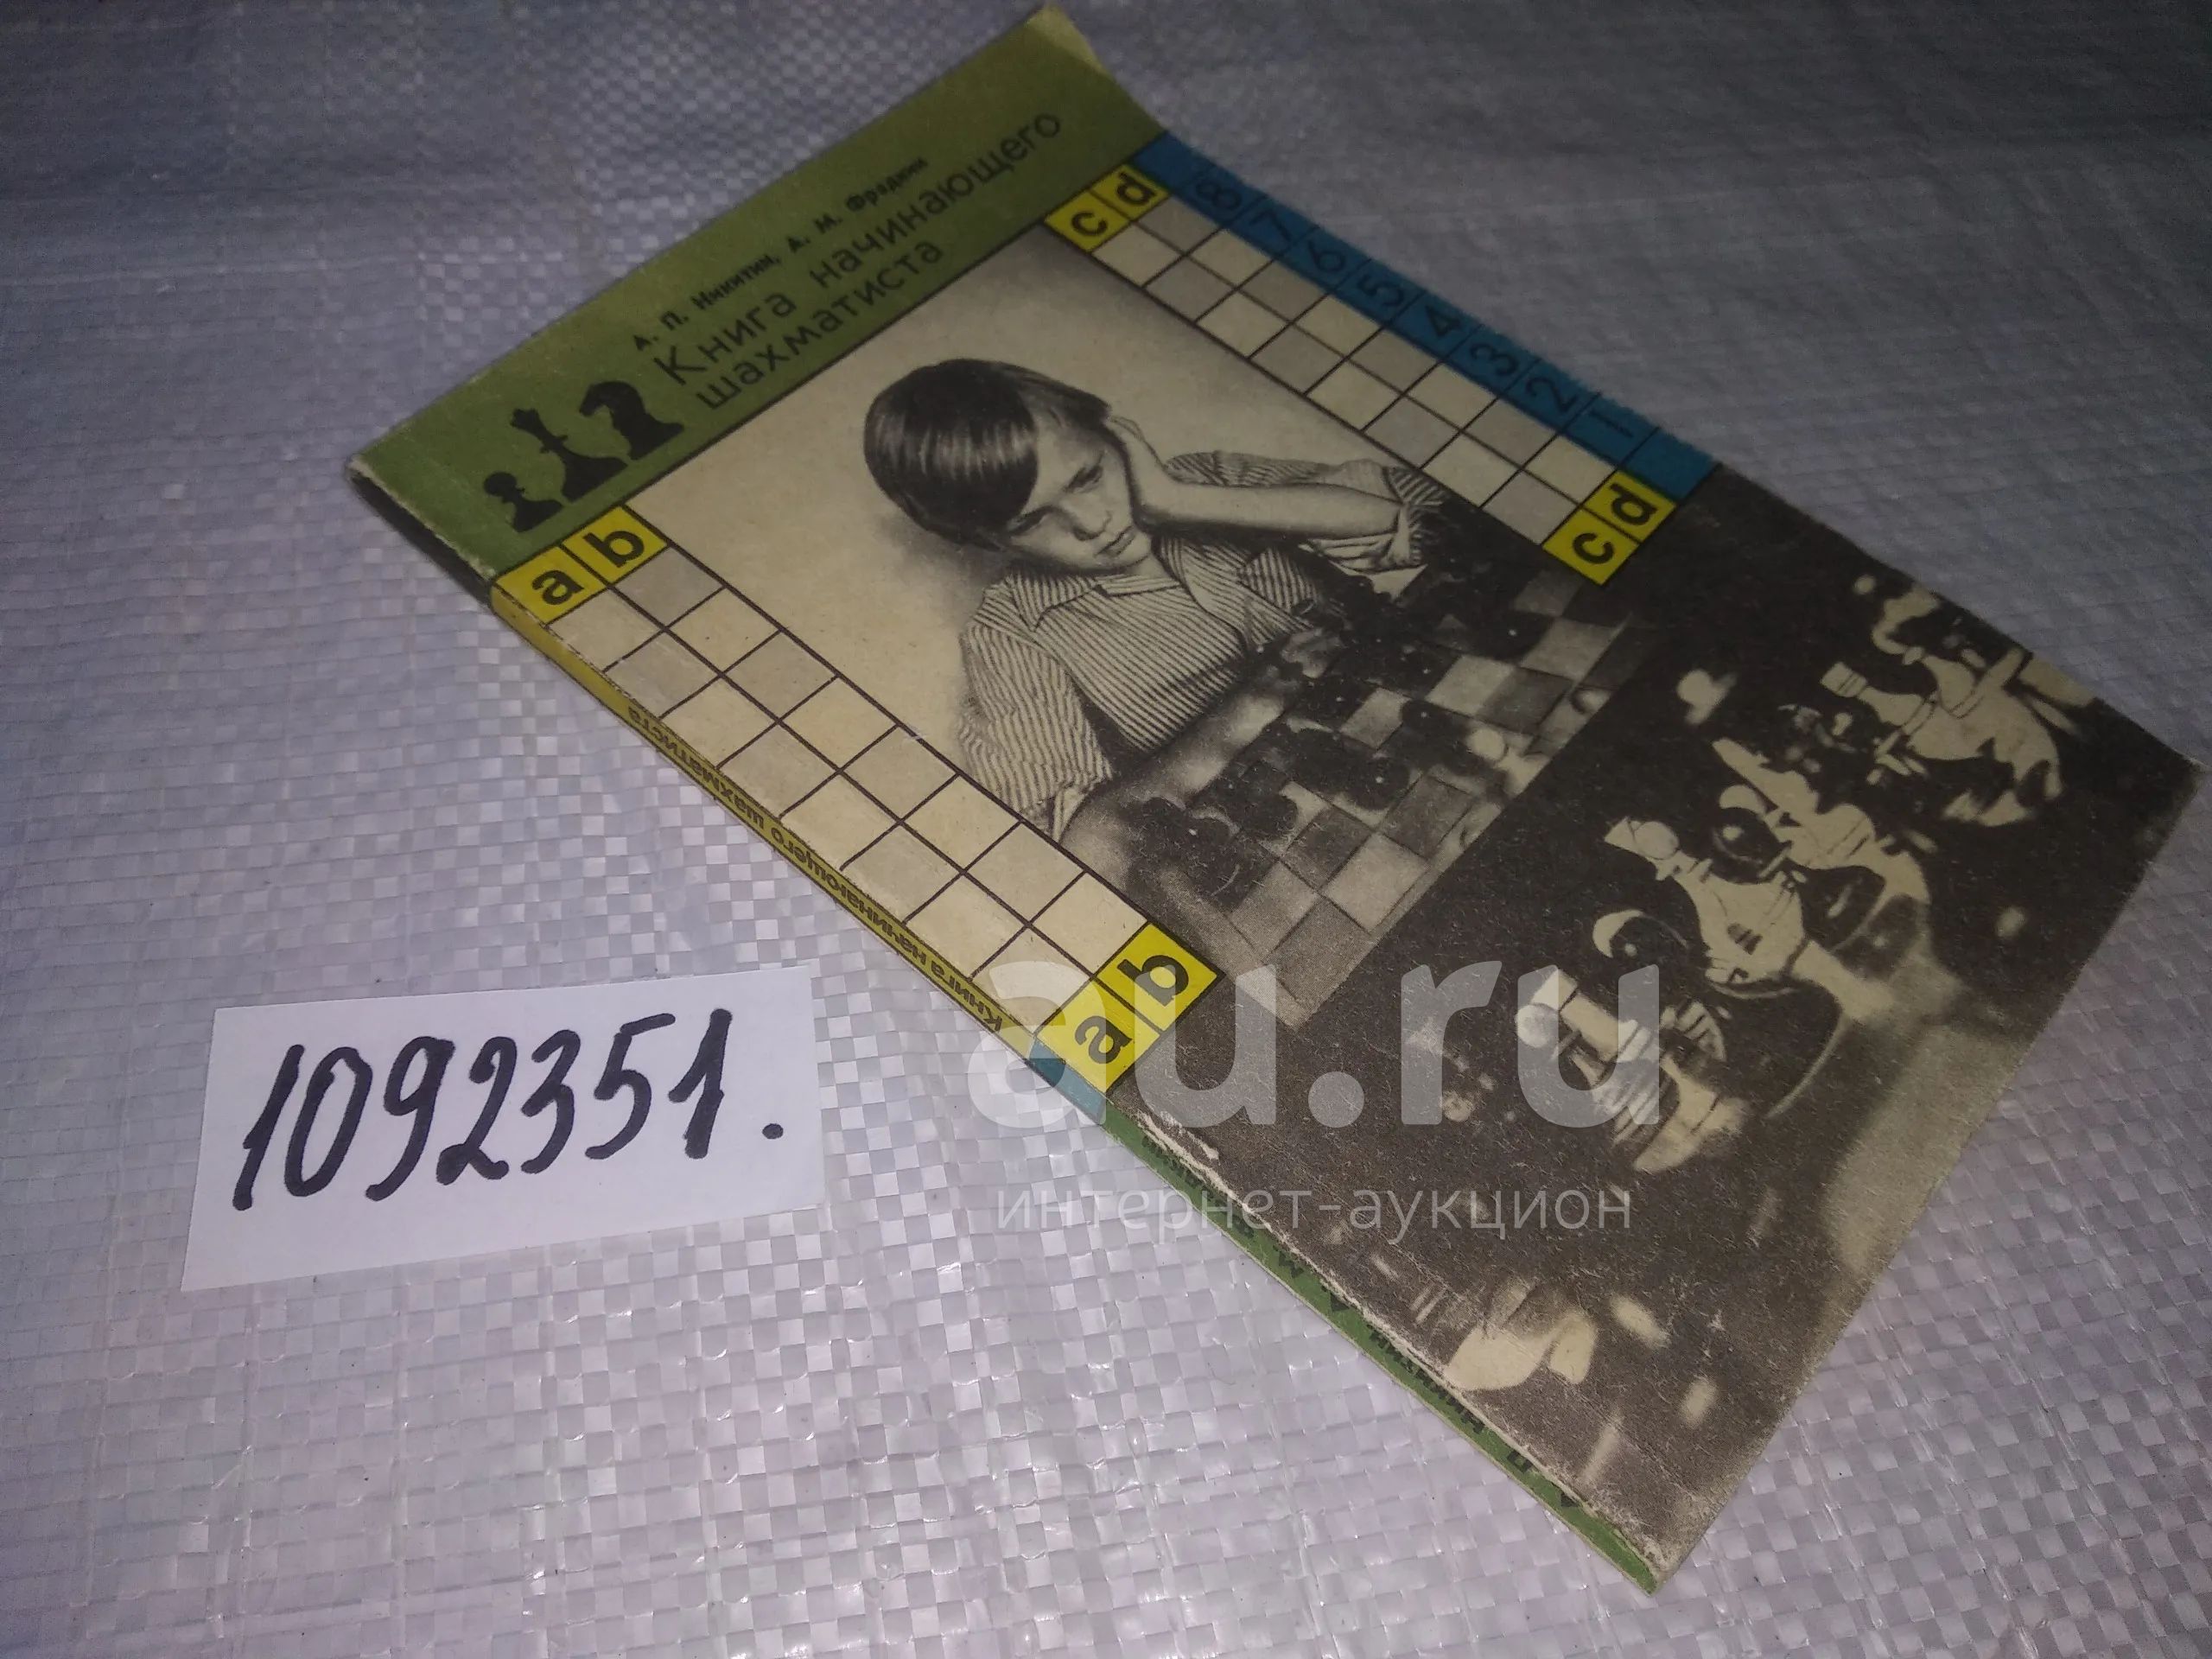 А. П. Никитин, А. М. Фрадкин
Книга начинающего
шахматиста
c d
8
7
6
5
4
3
2
1
c d
a b
a b
Книга начинающего шахматиста
1092351.
au.ru
интернет-аукцион